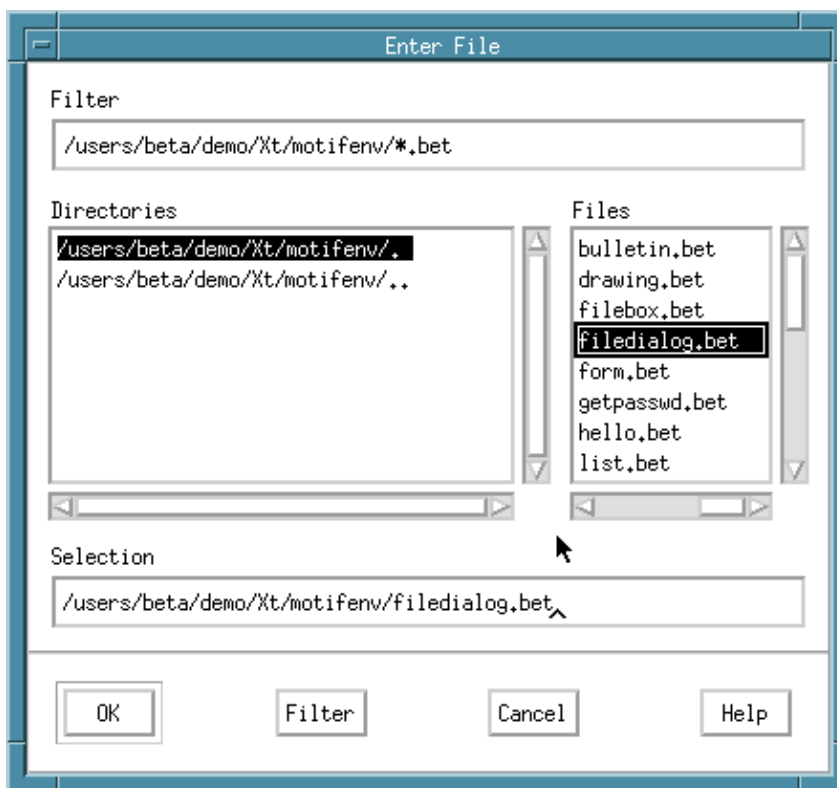 Enter File
Filter
/users/beta/demo/Xt/motifenv/*.bet
Directories
/users/beta/demo/Xt/motifenv/.
/users/beta/demo/Xt/motifenv/..
Files
bulletin.bet
drawing.bet
filebox.bet
filedialog.bet
form.bet
getpasswd.bet
hello.bet
list.bet
Selection
/users/beta/demo/Xt/motifenv/filedialog.bet
OK
Filter
Cancel
Help